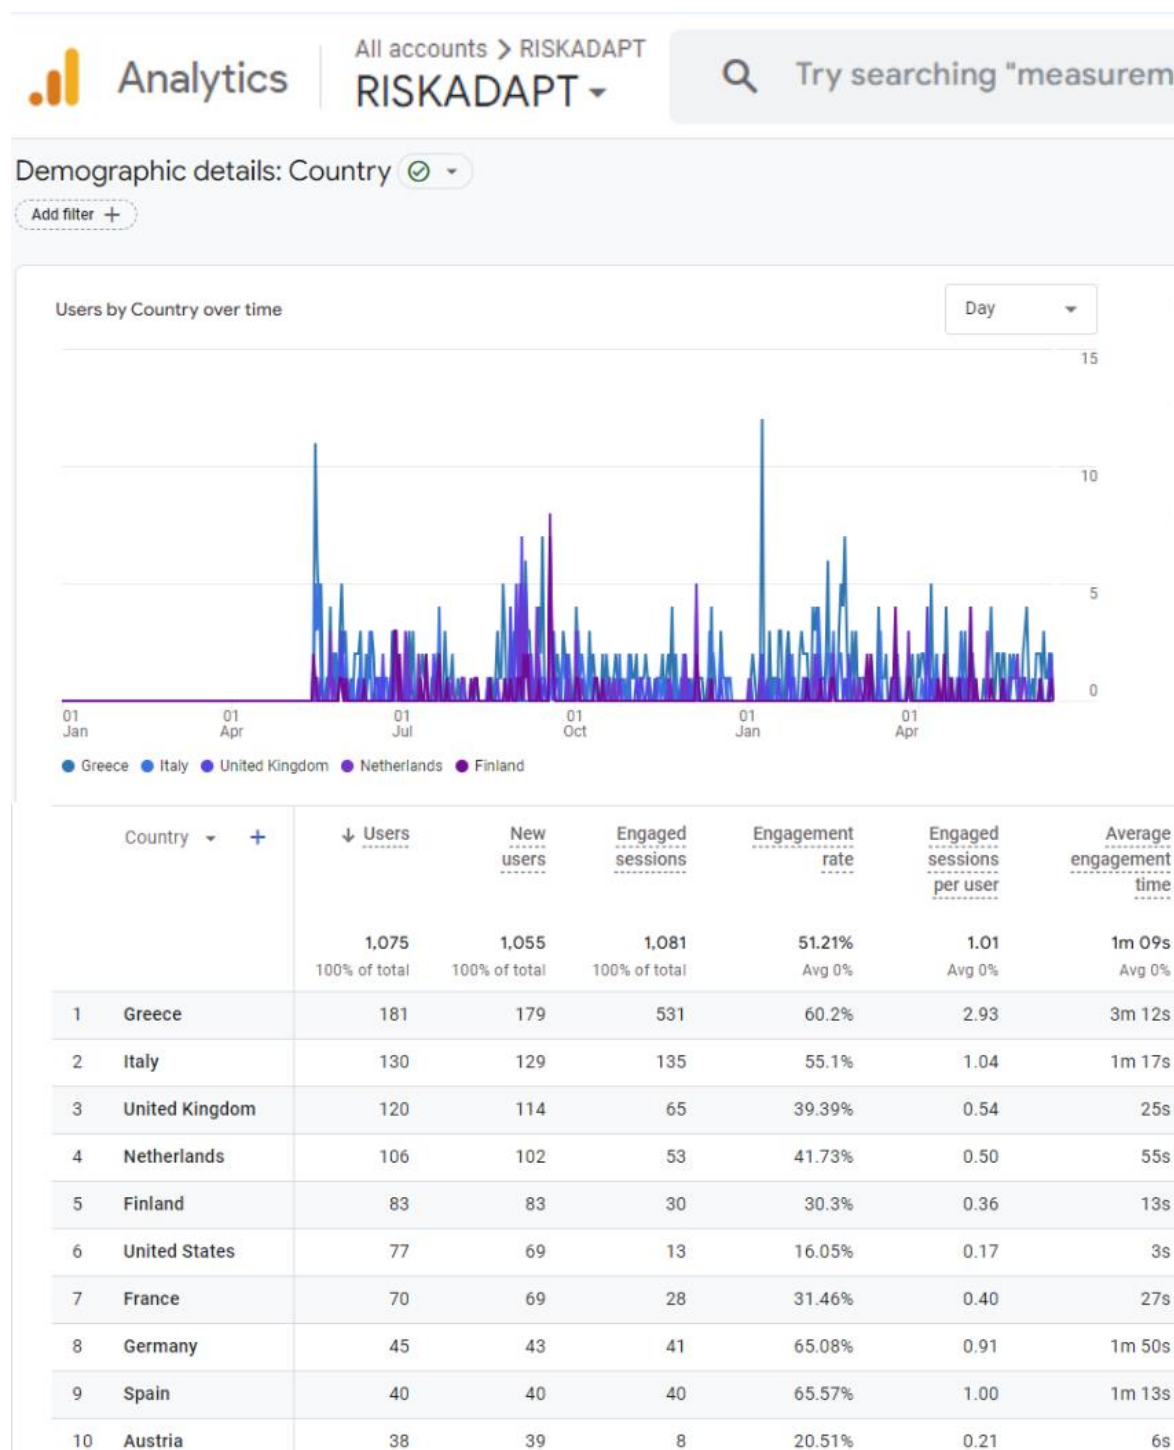 Analytics
All accounts > RISKADAPT
RISKADAPT
Try searching "measurem
Demographic details: Country
Add filter +
Users by Country over time
Day
15
10
5
0
01 Jan
01 Apr
01 Jul
01 Oct
01 Jan
01 Apr
Greece Italy United Kingdom Netherlands Finland
Country + ↓ Users New users Engaged sessions Engagement rate Engaged sessions per user Average engagement time
1,075 1,055 1,081 51.21% 1.01 1m 09s
100% of total 100% of total 100% of total Avg 0% Avg 0% Avg 0%
1 Greece 181 179 531 60.2% 2.93 3m 12s
2 Italy 130 129 135 55.1% 1.04 1m 17s
3 United Kingdom 120 114 65 39.39% 0.54 25s
4 Netherlands 106 102 53 41.73% 0.50 55s
5 Finland 83 83 30 30.3% 0.36 13s
6 United States 77 69 13 16.05% 0.17 3s
7 France 70 69 28 31.46% 0.40 27s
8 Germany 45 43 41 65.08% 0.91 1m 50s
9 Spain 40 40 40 65.57% 1.00 1m 13s
10 Austria 38 39 8 20.51% 0.21 6s